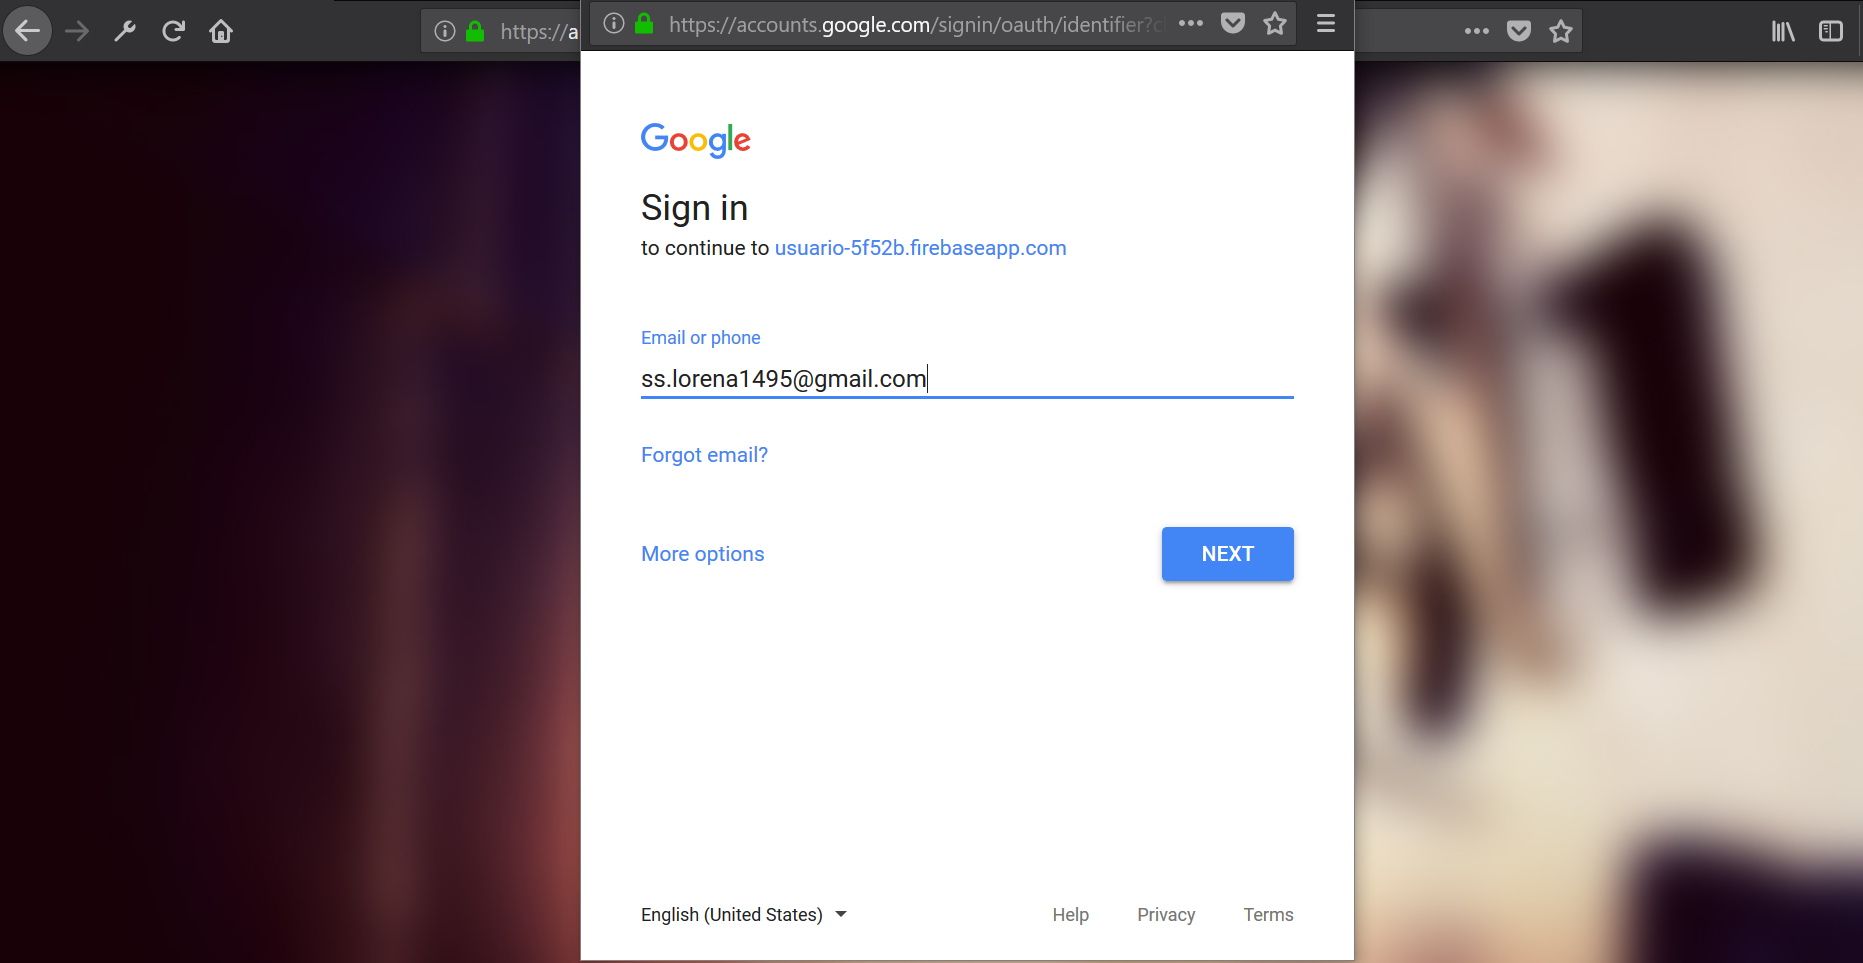 https://a
https://accounts.google.com/signin/oauth/identifier?c
Google
Sign in
to continue to usuario-5f52b.firebaseapp.com
Email or phone
ss.lorena1495@gmail.com
Forgot email?
More options
NEXT
English (United States)
Help
Privacy
Terms